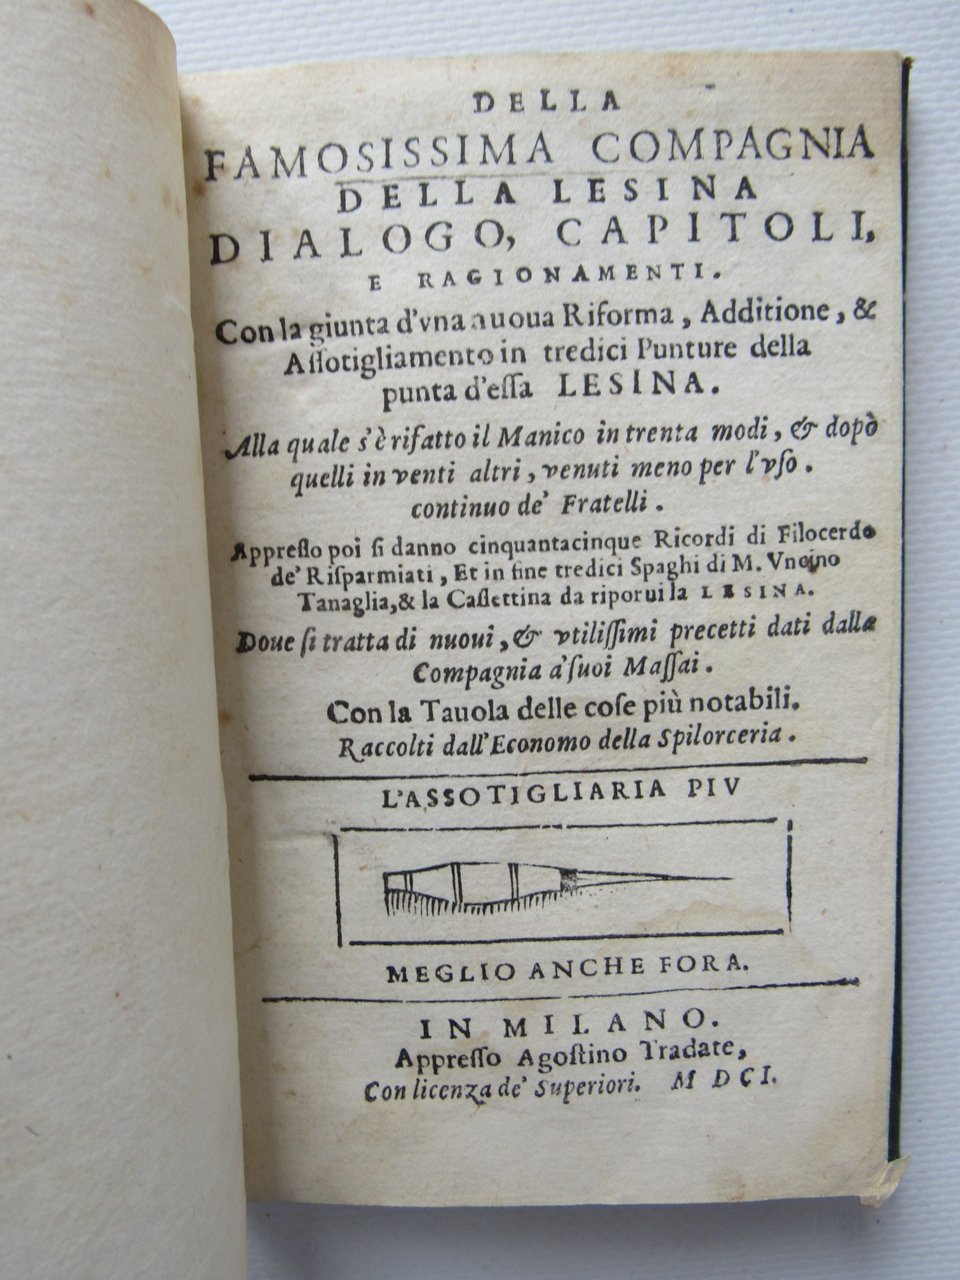 DELLA
FAMOSISSIMA COMPAGNIA
DELLA LESINA
DIALOGO, CAPITOLI,
E RAGIONAMENTI.
Con la giunta d'vna nuoua Riforma, Additione, &
Aſſotigliamento in tredici Punture della
punta d'eſſa LESINA.
Alla quale s'è rifatto il Manico in trenta modi, & dopò
quelli in venti altri, venuti meno per l'vſo.
continuo de' Fratelli.
Appreſſo poi ſi danno cinquantacinque Ricordi di Filocerdo
de' Riſparmiati, Et in fine tredici Spaghi di M. Vncino
Tanaglia, & la Caſſettina da riporui la LESINA.
Doue ſi tratta di nuoui, & vtiliſſimi precetti dati dalla
Compagnia a' ſuoi Maſſai.
Con la Tauola delle coſe più notabili.
Raccolti dall'Economo della Spilorceria.
L'ASSOTIGLIARIA PIV
MEGLIO ANCHE FORA.
IN MILANO.
Appreſſo Agoſtino Tradate,
Con licenza de' Superiori. MDCI.